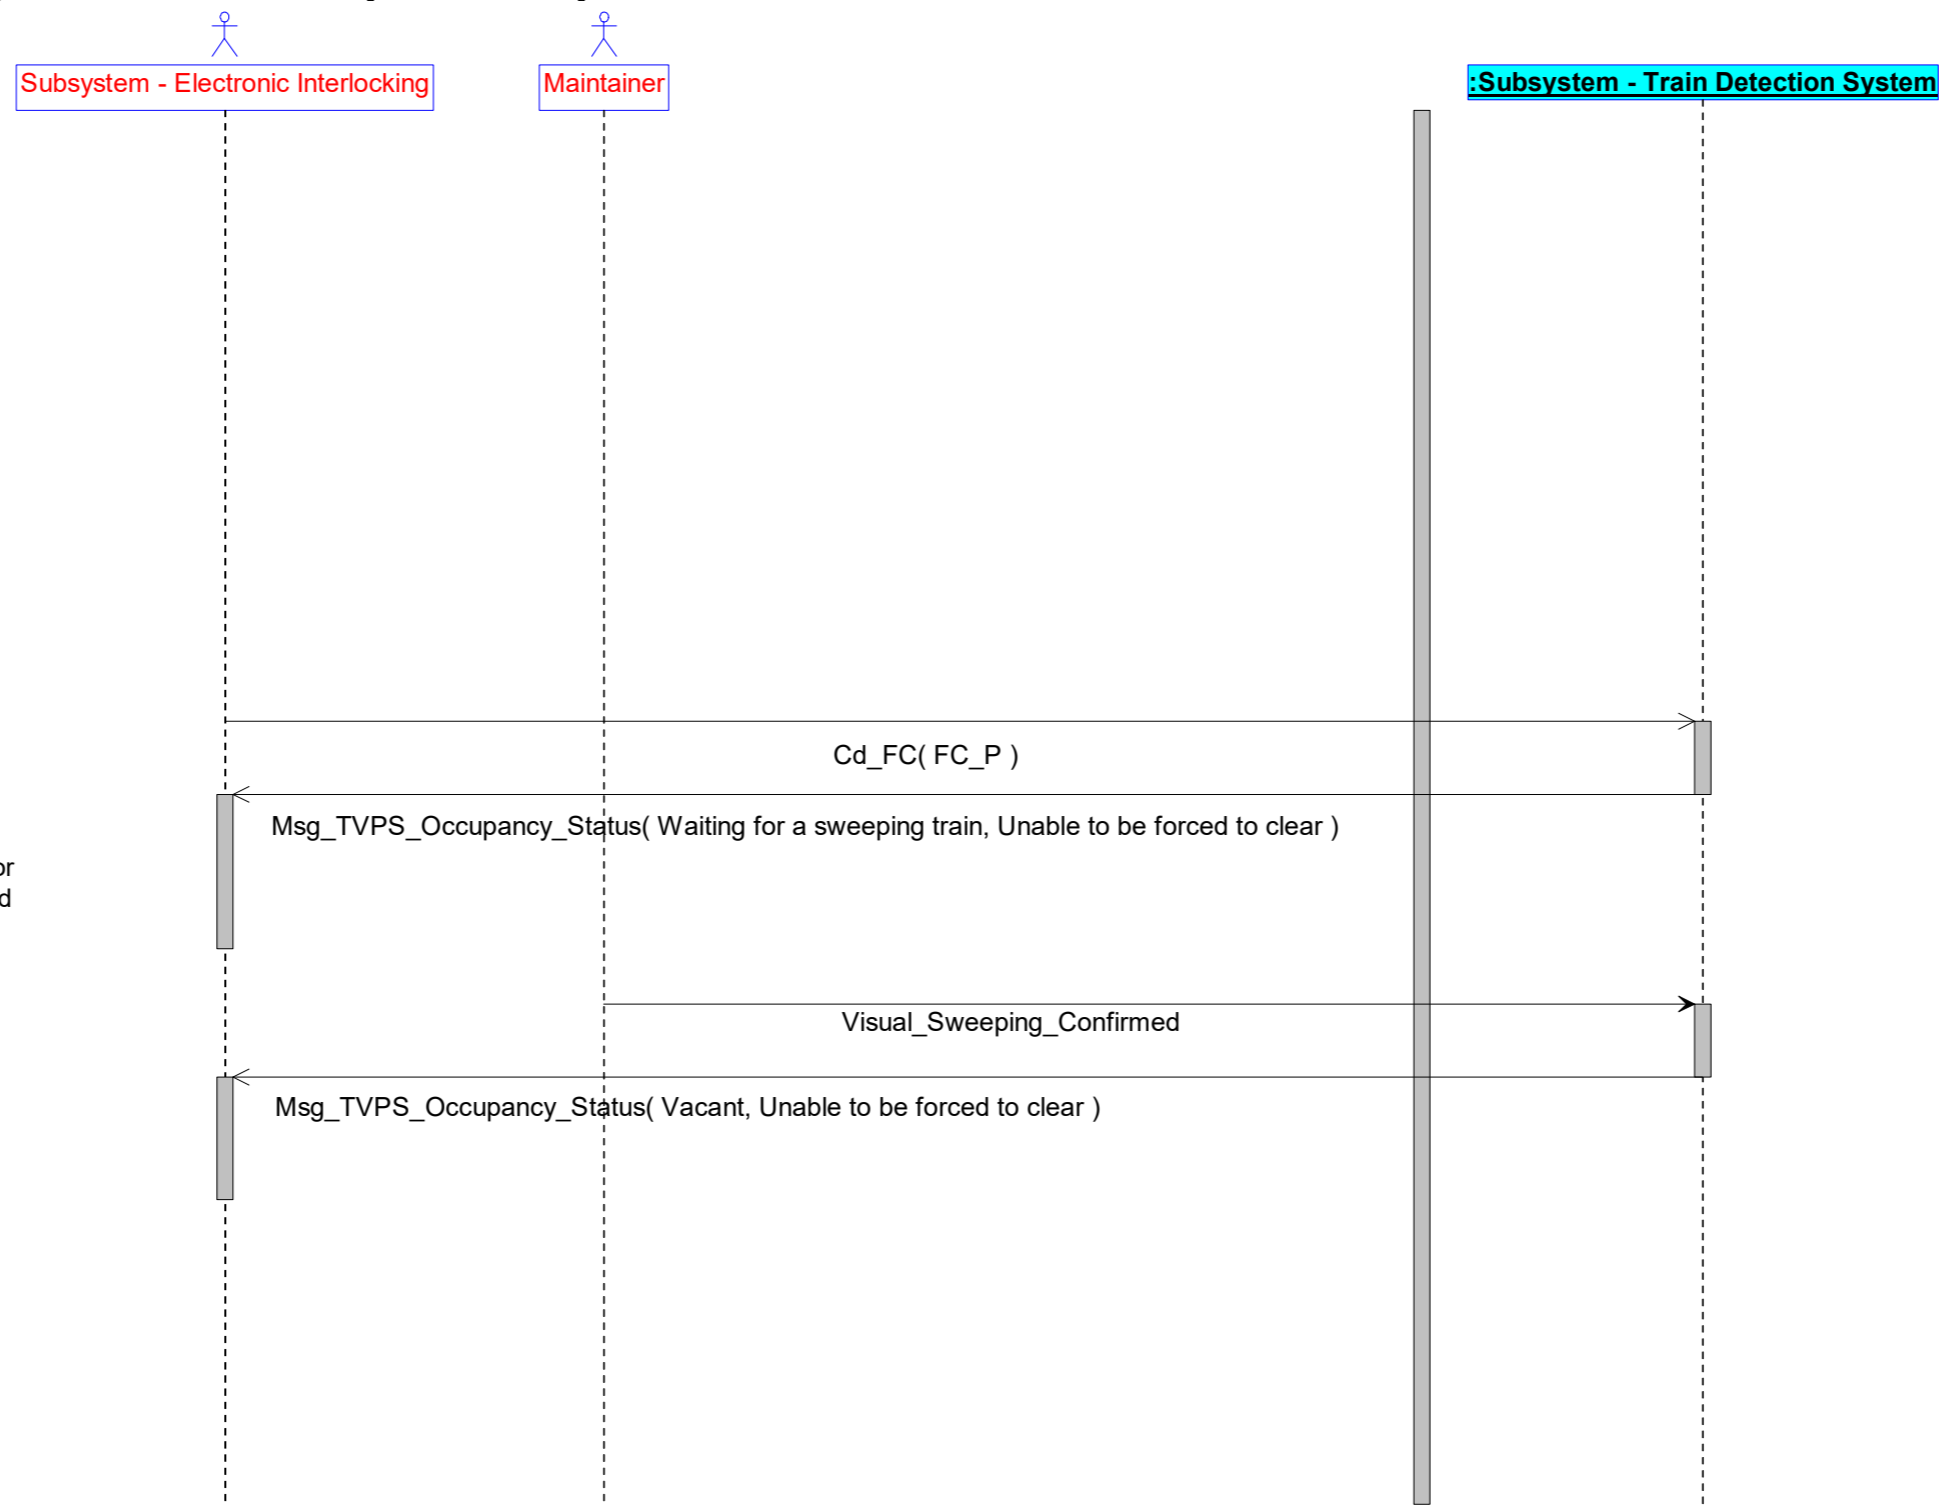 Subsystem - Electronic Interlocking
Maintainer
:Subsystem - Train Detection System
Cd_FC( FC_P )
Msg_TVPS_Occupancy_Status( Waiting for a sweeping train, Unable to be forced to clear )
Visual_Sweeping_Confirmed
Msg_TVPS_Occupancy_Status( Vacant, Unable to be forced to clear )